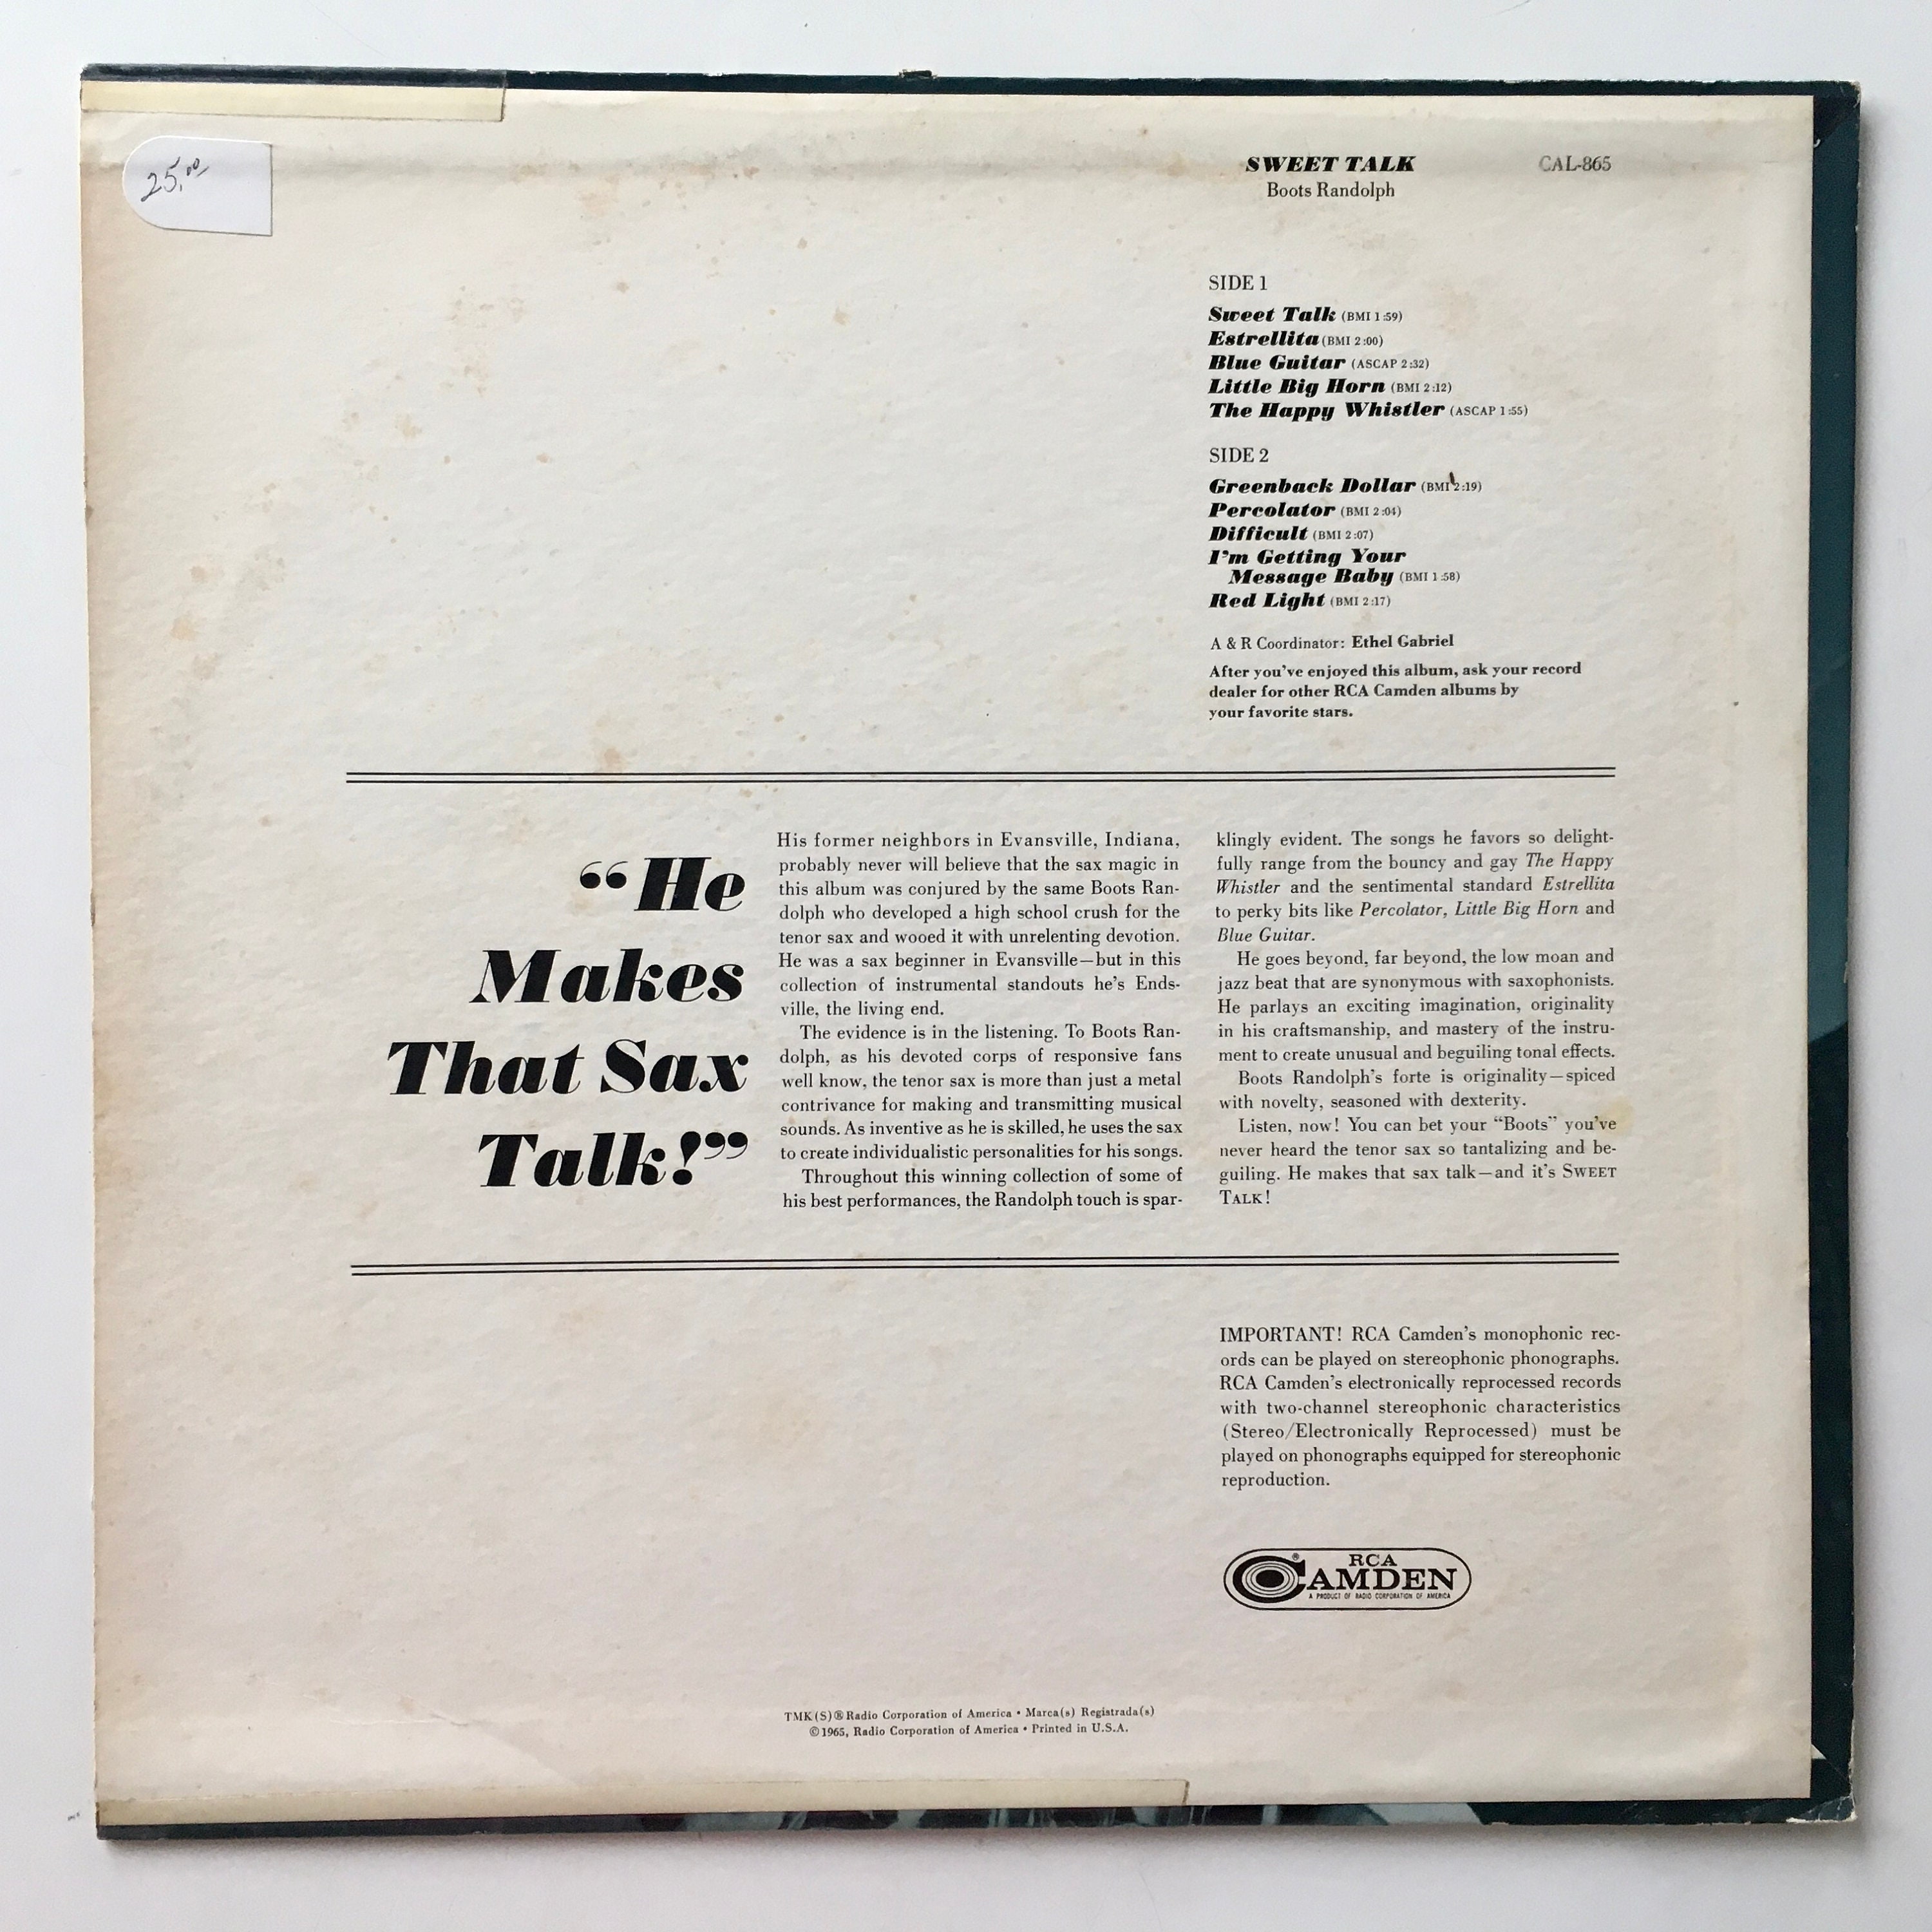 25.00
SWEET TALK
CAL-865
Boots Randolph
SIDE 1
Sweet Talk (BMI 1:59)
Estrellita (BMI 2:00)
Blue Guitar (ASCAP 2:32)
Little Big Horn (BMI 2:12)
The Happy Whistler (ASCAP 1:55)
SIDE 2
Greenback Dollar (BMI 2:19)
Percolator (BMI 2:04)
Difficult (BMI 2:07)
I'm Getting Your
Message Baby (BMI 1:58)
Red Light (BMI 2:17)
A & R Coordinator: Ethel Gabriel
After you've enjoyed this album, ask your record
dealer for other RCA Camden albums by
your favorite stars.
“He
Makes
That Sax
Talk!”
His former neighbors in Evansville, Indiana,
probably never will believe that the sax magic in
this album was conjured by the same Boots Ran-
dolph who developed a high school crush for the
tenor sax and wooed it with unrelenting devotion.
He was a sax beginner in Evansville—but in this
collection of instrumental standouts he's Ends-
ville, the living end.
The evidence is in the listening. To Boots Ran-
dolph, as his devoted corps of responsive fans
well know, the tenor sax is more than just a metal
contrivance for making and transmitting musical
sounds. As inventive as he is skilled, he uses the sax
to create individualistic personalities for his songs.
Throughout this winning collection of some of
his best performances, the Randolph touch is spar-
klingly evident. The songs he favors so delight-
fully range from the bouncy and gay The Happy
Whistler and the sentimental standard Estrellita
to perky bits like Percolator, Little Big Horn and
Blue Guitar.
He goes beyond, far beyond, the low moan and
jazz beat that are synonymous with saxophonists.
He parlays an exciting imagination, originality
in his craftsmanship, and mastery of the instru-
ment to create unusual and beguiling tonal effects.
Boots Randolph's forte is originality—spiced
with novelty, seasoned with dexterity.
Listen, now! You can bet your “Boots” you've
never heard the tenor sax so tantalizing and be-
guiling. He makes that sax talk—and it's SWEET
TALK!
IMPORTANT! RCA Camden's monophonic rec-
ords can be played on stereophonic phonographs.
RCA Camden's electronically reprocessed records
with two-channel stereophonic characteristics
(Stereo/Electronically Reprocessed) must be
played on phonographs equipped for stereophonic
reproduction.
RCA
CAMDEN ®
A PRODUCT OF RADIO CORPORATION OF AMERICA
TMK(S) ® Radio Corporation of America • Marca(s) Registrada(s)
© 1965, Radio Corporation of America • Printed in U.S.A.